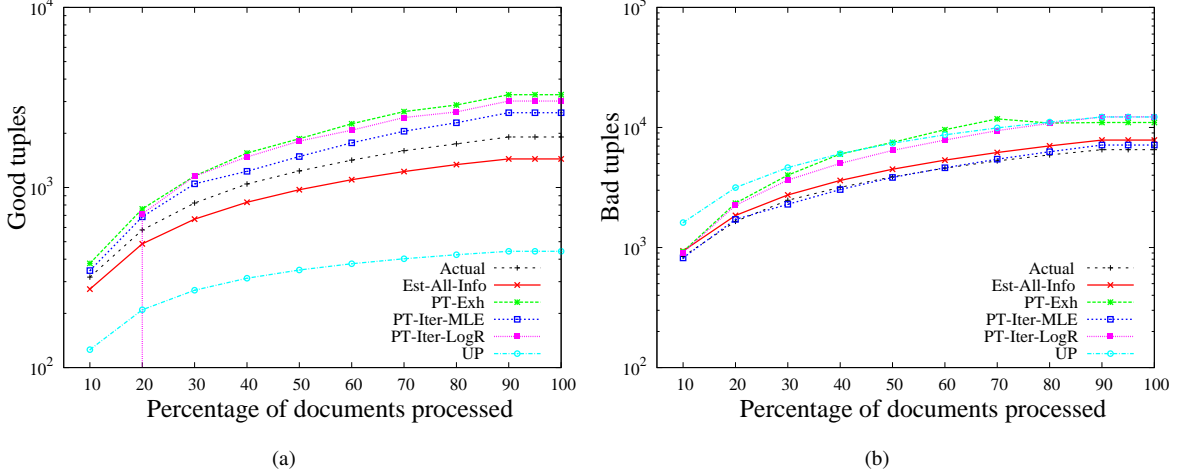 10^4
10^3
10^2
Good tuples
10 20 30 40 50 60 70 80 90 100
Percentage of documents processed
Actual
Est-All-Info
PT-Exh
PT-Iter-MLE
PT-Iter-LogR
UP
(a)
10^5
10^4
10^3
10^2
Bad tuples
10 20 30 40 50 60 70 80 90 100
Percentage of documents processed
Actual
Est-All-Info
PT-Exh
PT-Iter-MLE
PT-Iter-LogR
UP
(b)